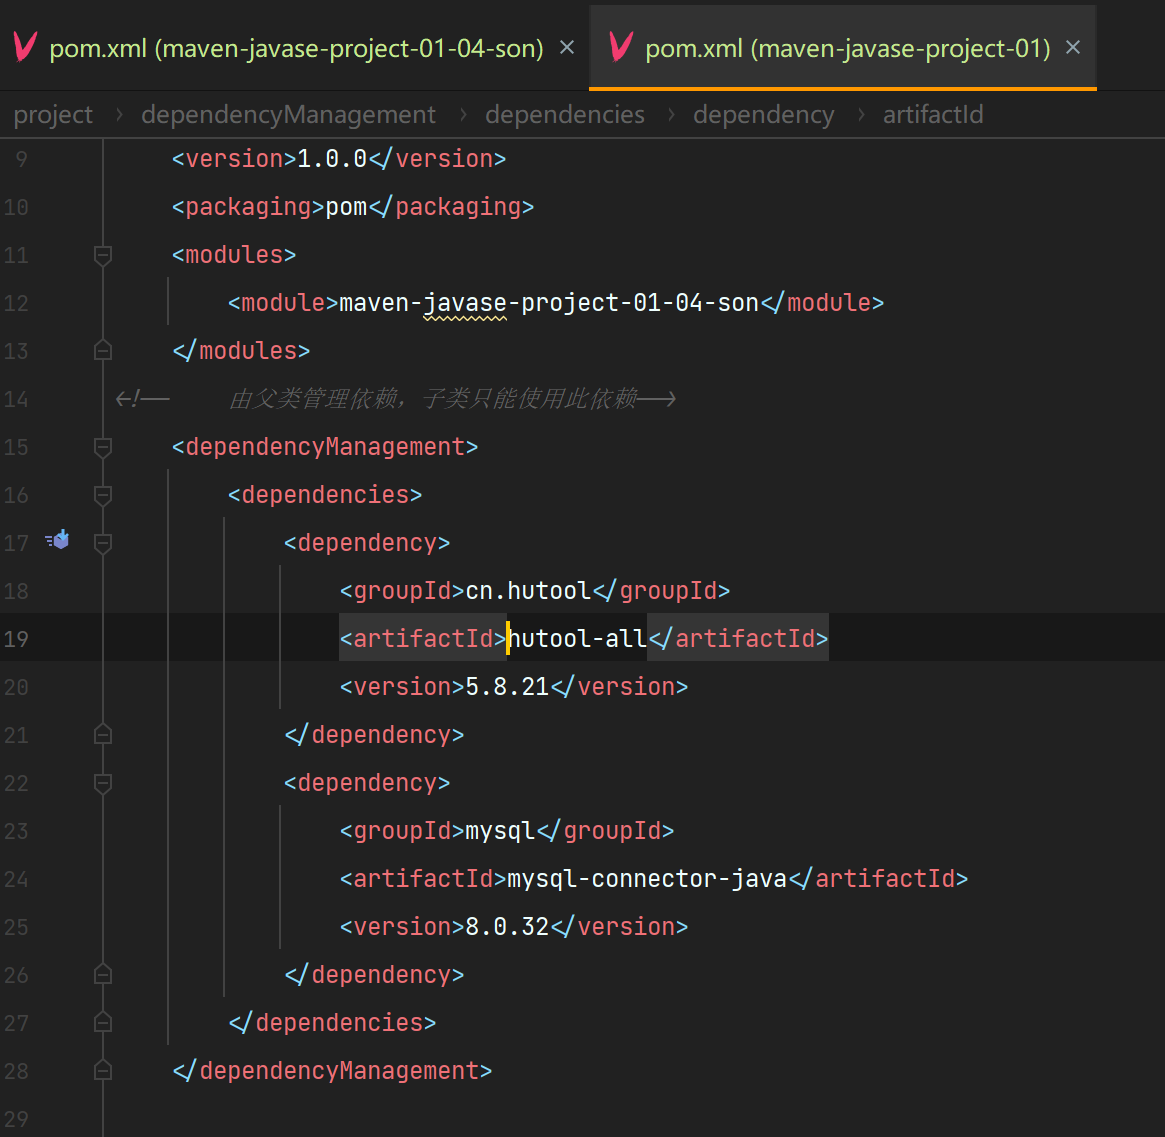 pom.xml (maven-javase-project-01-04-son) × pom.xml (maven-javase-project-01) ×
project › dependencyManagement › dependencies › dependency › artifactId
9 <version>1.0.0</version>
10 <packaging>pom</packaging>
11 <modules>
12 <module>maven-javase-project-01-04-son</module>
13 </modules>
14 <!-- 由父类管理依赖，子类只能使用此依赖-->
15 <dependencyManagement>
16 <dependencies>
17 <dependency>
18 <groupId>cn.hutool</groupId>
19 <artifactId>hutool-all</artifactId>
20 <version>5.8.21</version>
21 </dependency>
22 <dependency>
23 <groupId>mysql</groupId>
24 <artifactId>mysql-connector-java</artifactId>
25 <version>8.0.32</version>
26 </dependency>
27 </dependencies>
28 </dependencyManagement>
29